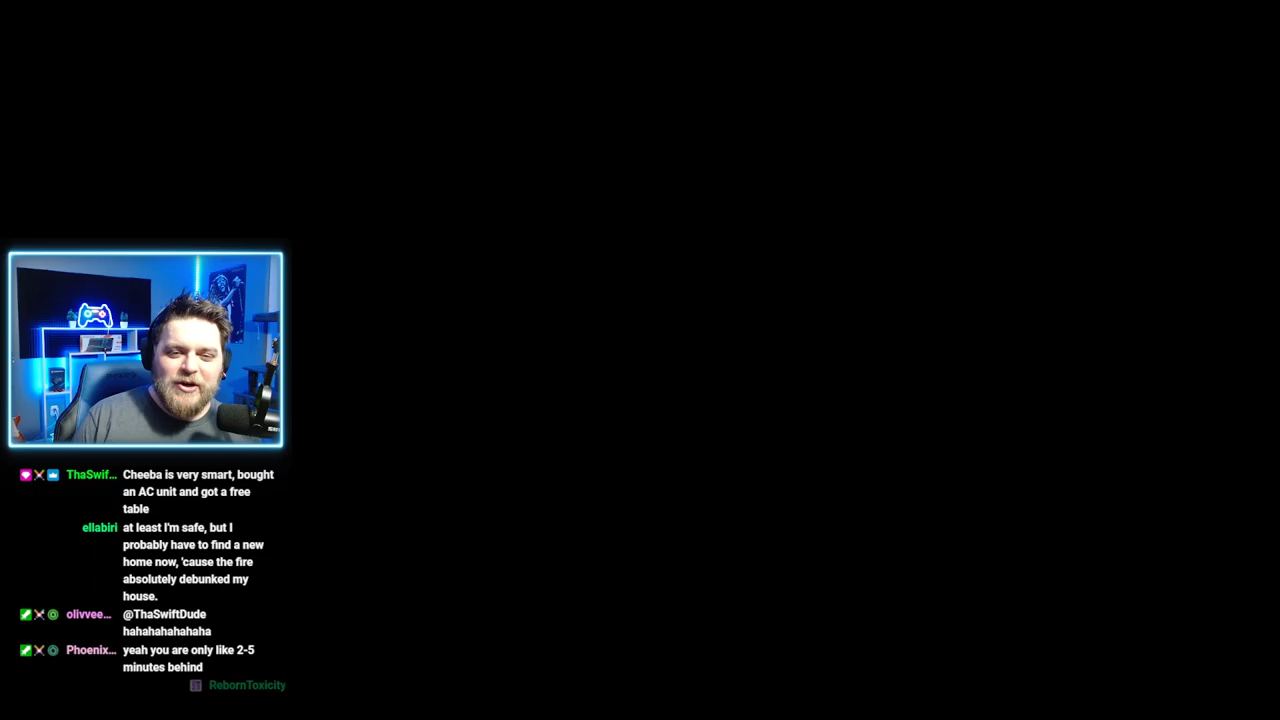 ThaSwif... Cheeba is very smart, bought
an AC unit and got a free
table
ellabiri at least I'm safe, but I
probably have to find a new
home now, 'cause the fire
absolutely debunked my
house.
olivvee... @ThaSwiftDude
hahahahahahaha
Phoenix... yeah you are only like 2-5
minutes behind
RebornToxicity